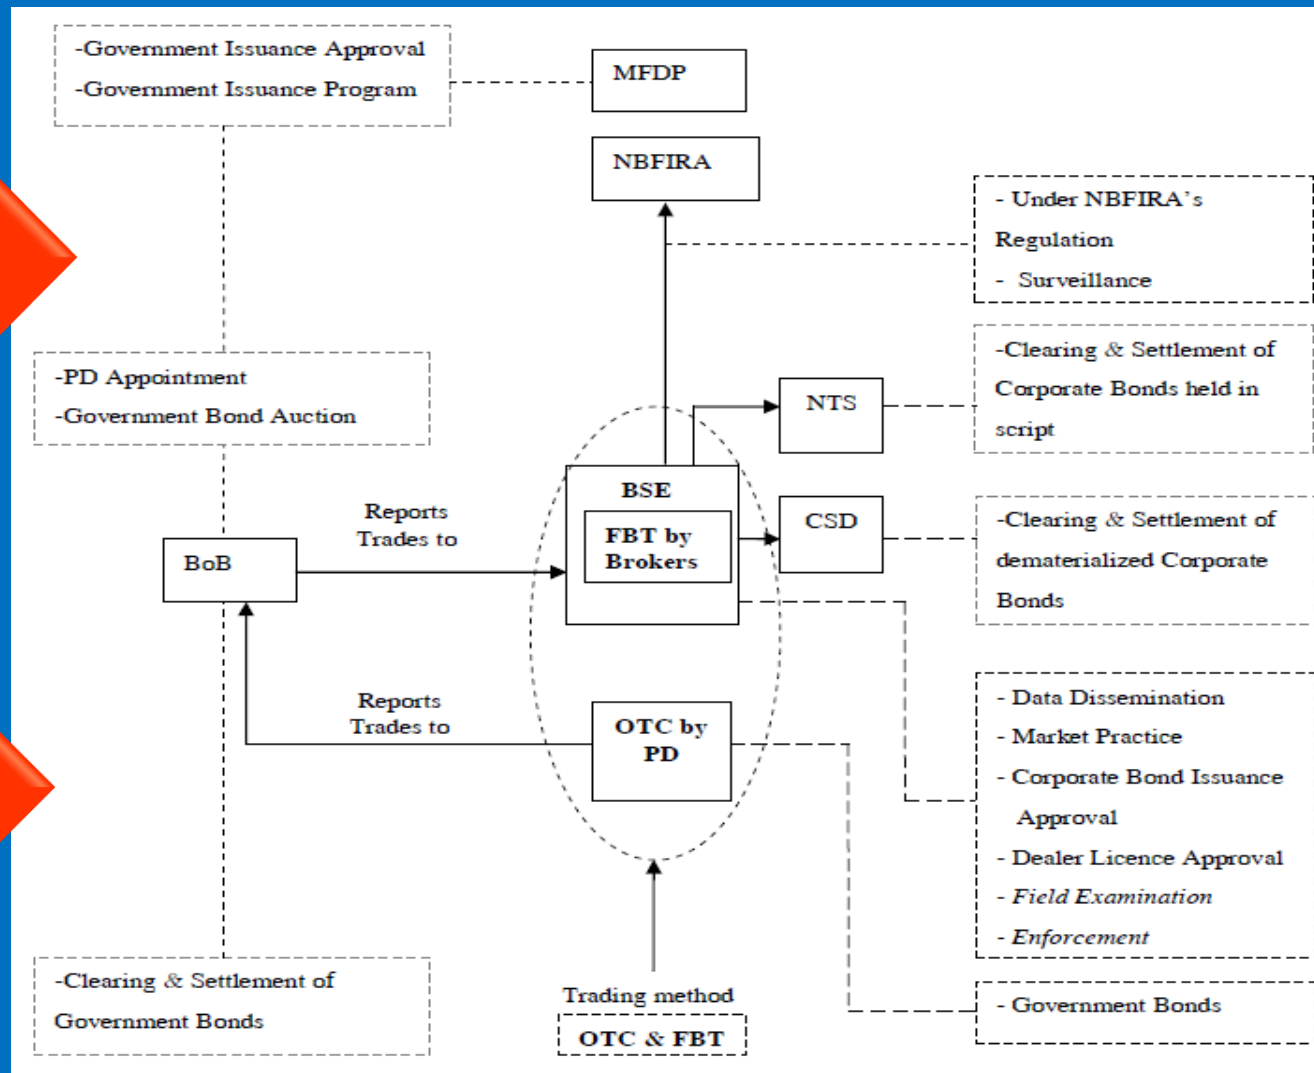 -Government Issuance Approval
-Government Issuance Program
MFDP
NBFIRA
- Under NBFIRA's
Regulation
- Surveillance
-PD Appointment
-Government Bond Auction
NTS
-Clearing & Settlement of
Corporate Bonds held in
script
BSE
FBT by
Brokers
Reports
Trades to
BoB
CSD
-Clearing & Settlement of
dematerialized Corporate
Bonds
Reports
Trades to
OTC by
PD
- Data Dissemination
- Market Practice
- Corporate Bond Issuance
Approval
- Dealer Licence Approval
- Field Examination
- Enforcement
-Clearing & Settlement of
Government Bonds
Trading method
OTC & FBT
- Government Bonds